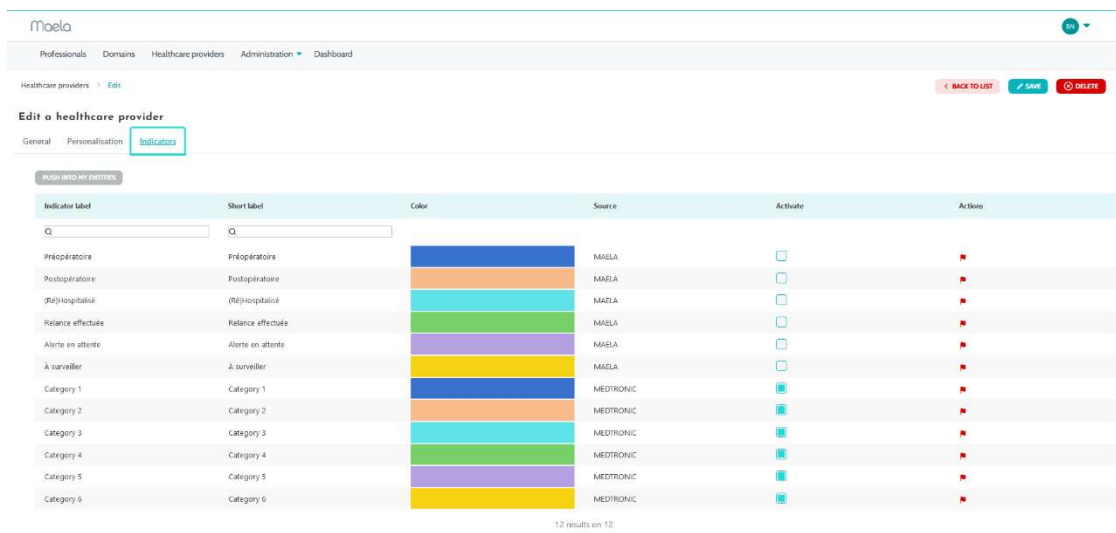 Maela
BN
Professionals Domains Healthcare providers Administration Dashboard
Healthcare providers > Edit
< BACK TO LIST SAVE DELETE
Edit a healthcare provider
General Personalisation Indicators
PUSH INTO MY ENTITIES
Indicator label Short label Color Source Activate Actions
Préopératoire Préopératoire MAELA
Postopératoire Postopératoire MAELA
(Ré)Hospitalisé (Ré)Hospitalisé MAELA
Relance effectuée Relance effectuée MAELA
Alerte en attente Alerte en attente MAELA
À surveiller À surveiller MAELA
Category 1 Category 1 MEDTRONIC
Category 2 Category 2 MEDTRONIC
Category 3 Category 3 MEDTRONIC
Category 4 Category 4 MEDTRONIC
Category 5 Category 5 MEDTRONIC
Category 6 Category 6 MEDTRONIC
12 results on 12